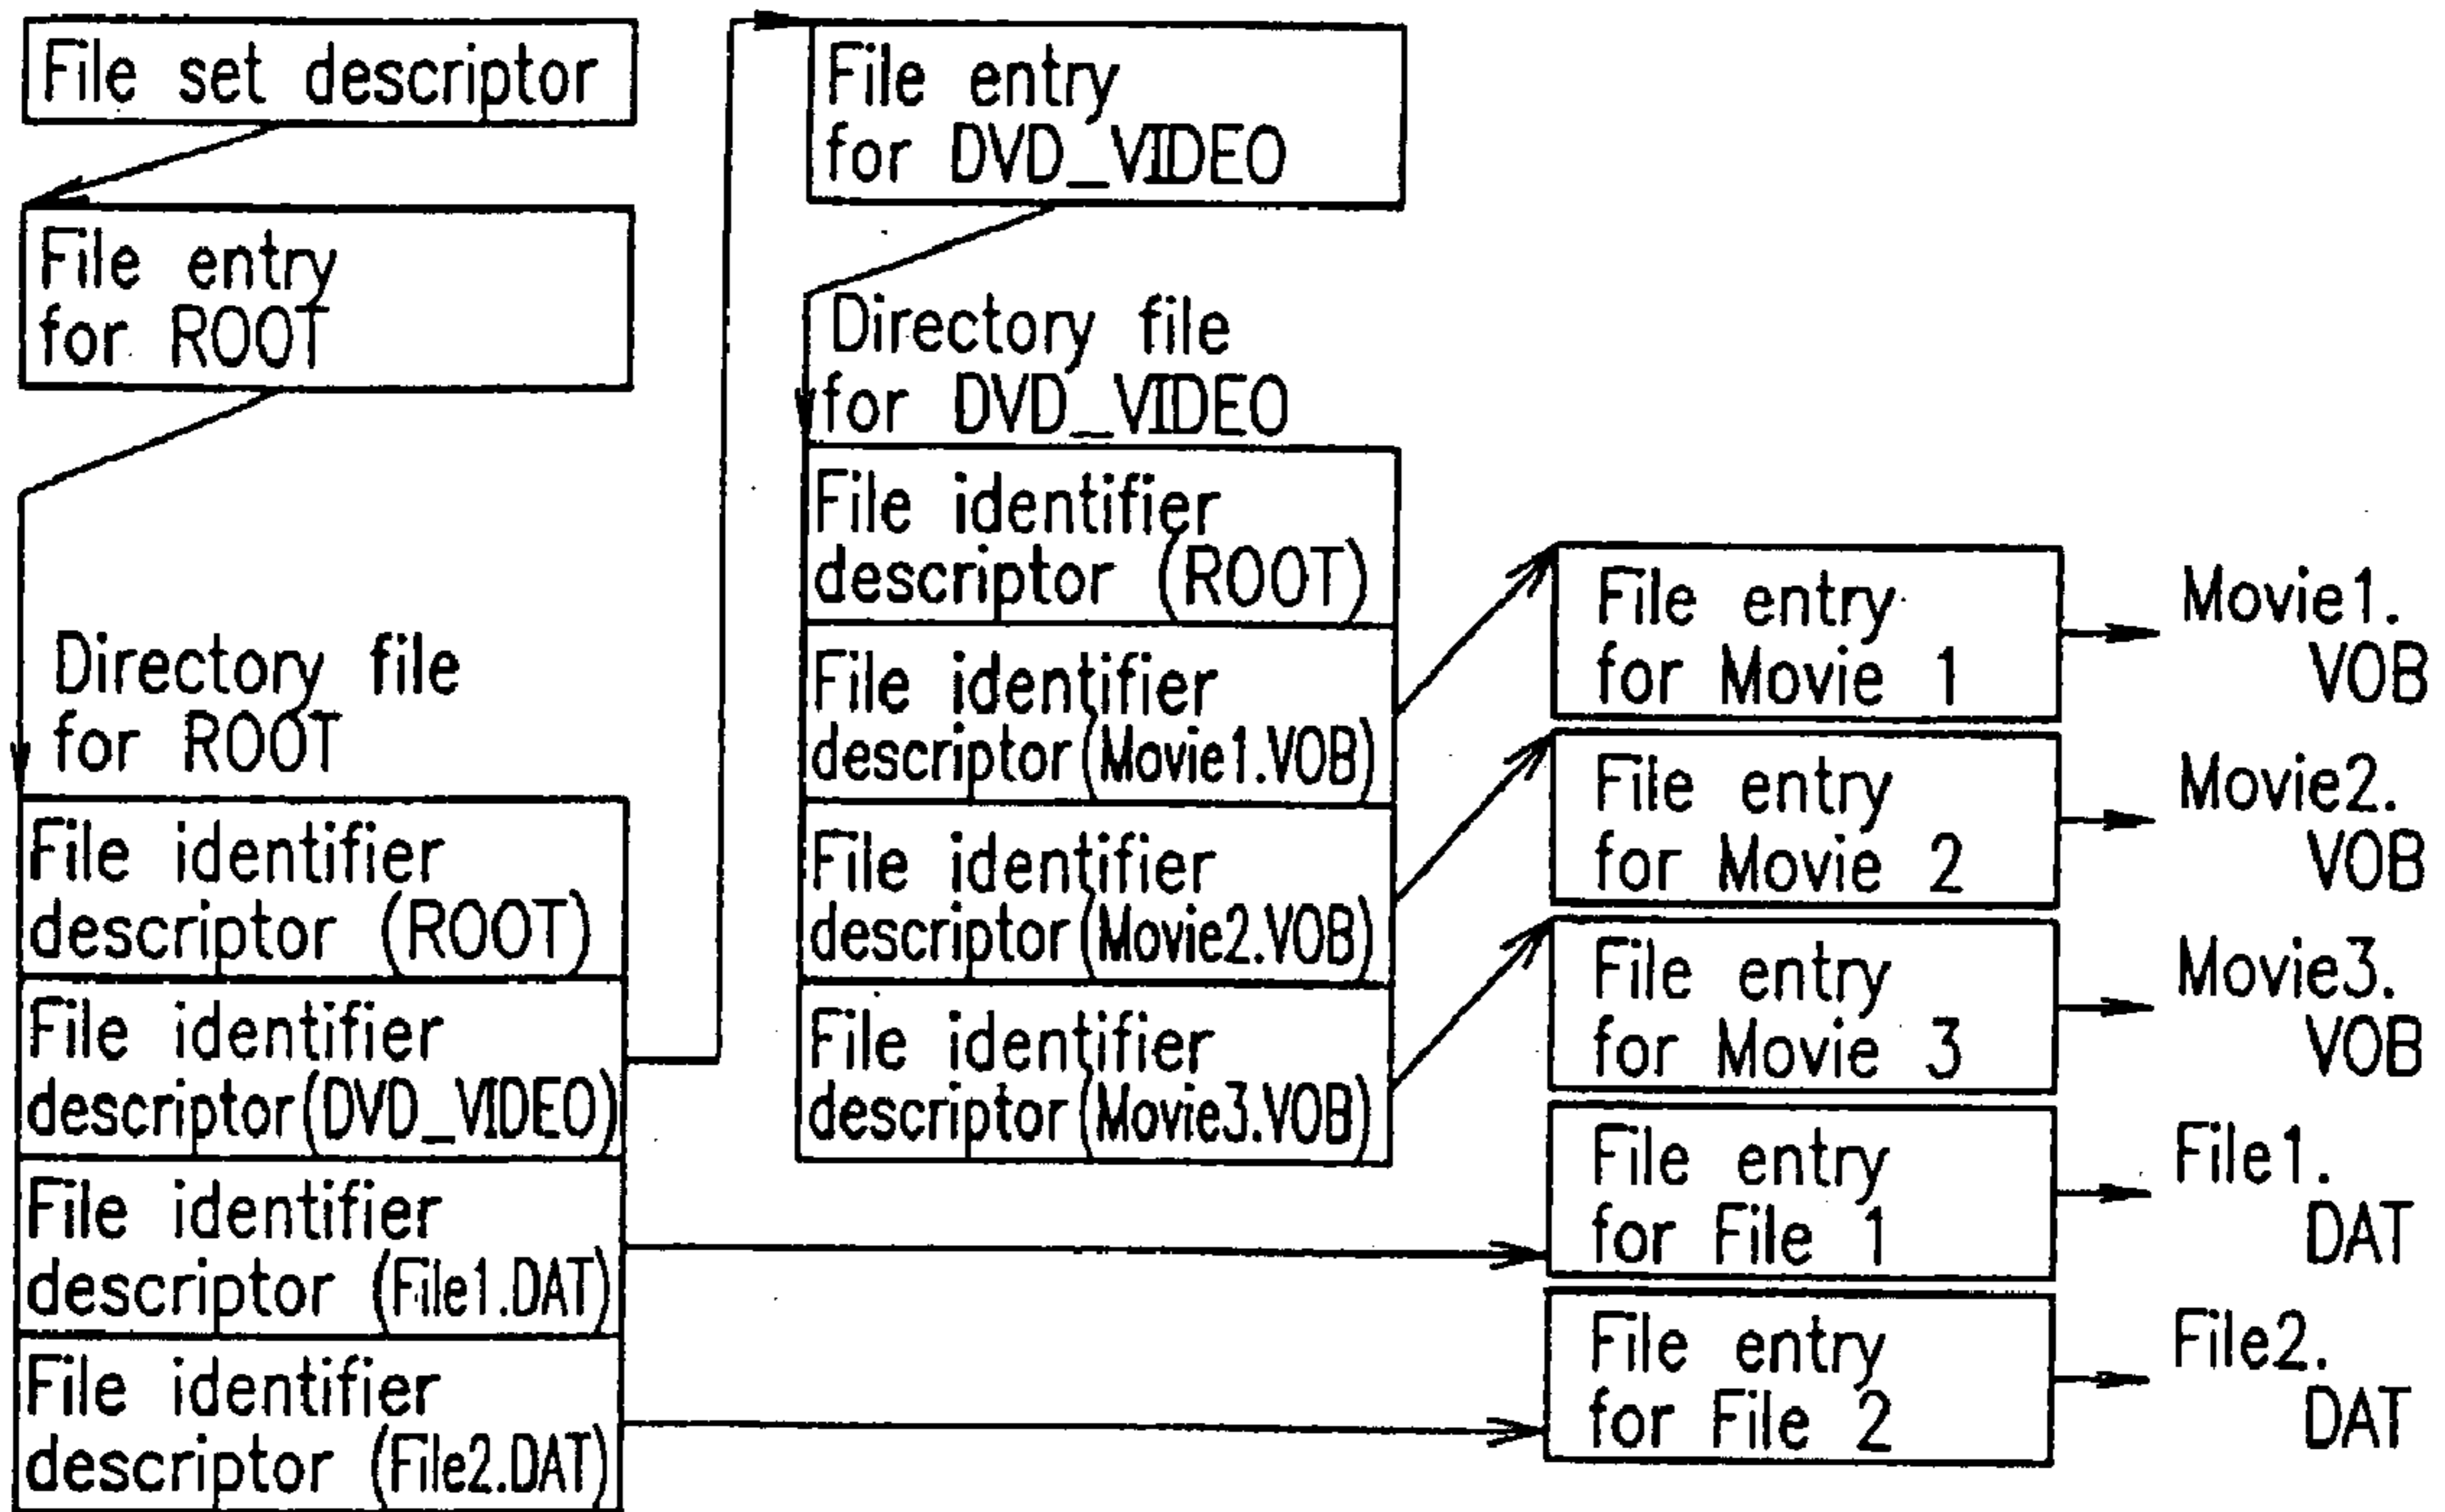 File set descriptor
File entry
for ROOT
Directory file
for ROOT
File identifier
descriptor (ROOT)
File identifier
descriptor(DVD_VIDEO)
File identifier
descriptor (File1.DAT)
File identifier
descriptor (File2.DAT)
File entry
for DVD_VIDEO
Directory file
for DVD_VIDEO
File identifier
descriptor (ROOT)
File identifier
descriptor(Movie1.VOB)
File identifier
descriptor(Movie2.VOB)
File identifier
descriptor(Movie3.VOB)
File entry
for Movie 1
Movie1.
VOB
File entry
for Movie 2
Movie2.
VOB
File entry
for Movie 3
Movie3.
VOB
File entry
for File 1
File1.
DAT
File entry
for File 2
File2.
DAT